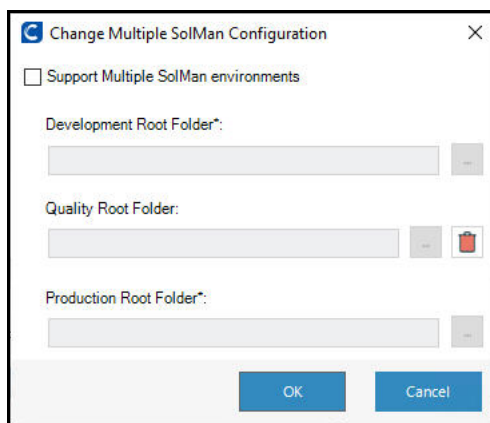 Change Multiple SolMan Configuration
Support Multiple SolMan environments
Development Root Folder*:
...
Quality Root Folder:
...
Production Root Folder*:
...
OK Cancel